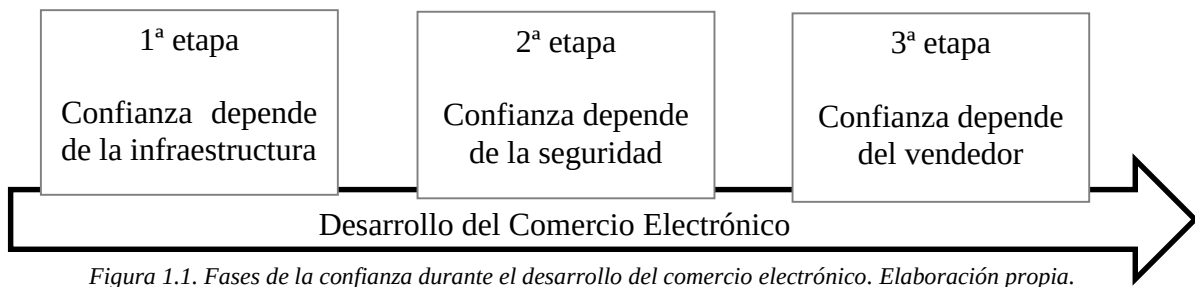 1ª etapa
Confianza depende
de la infraestructura
2ª etapa
Confianza depende
de la seguridad
3ª etapa
Confianza depende
del vendedor
Desarrollo del Comercio Electrónico
Figura 1.1. Fases de la confianza durante el desarrollo del comercio electrónico. Elaboración propia.